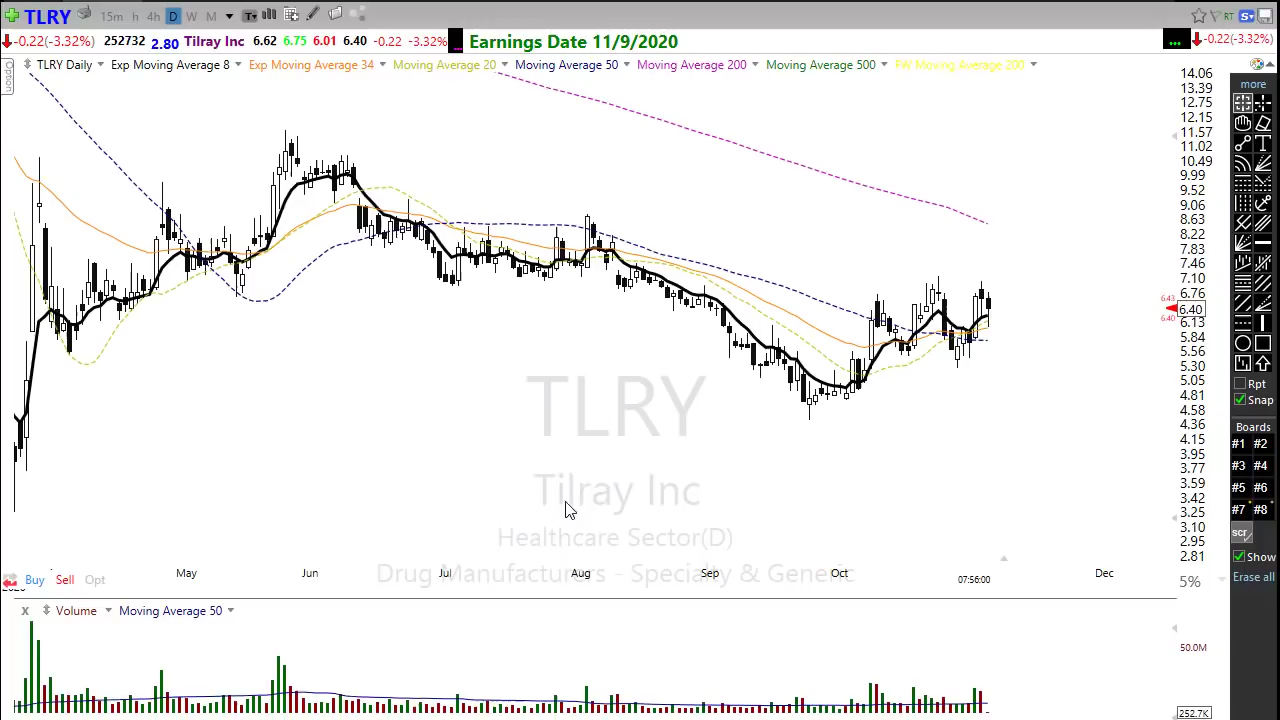 TLRY 15m h 4h D W M T RT S
-0.22(-3.32%) 252732 2.80 Tilray Inc 6.62 6.75 6.01 6.40 -0.22 -3.32% ... Earnings Date 11/9/2020 ... -0.22(-3.32%)
Option TLRY Daily Exp Moving Average 8 Exp Moving Average 34 Moving Average 20 Moving Average 50 Moving Average 200 Moving Average 500 RW Moving Average 200
14.06
13.39
12.75
12.15
11.57
11.02
10.49
9.99
9.52
9.06
8.63
8.22
7.83
7.46
7.10
6.76
6.43
6.40
6.40
6.13
5.84
5.56
5.30
5.05
4.81
4.58
4.36
4.15
3.95
3.77
3.59
3.42
3.25
3.10
2.95
2.81
5%
more
Rpt
Snap
Boards
#1 #2
#3 #4
#5 #6
#7 #8
scr
Show
Erase all
TLRY
Tilray Inc
Healthcare Sector(D)
Drug Manufacturers - Specialty & Generic
May Jun Jul Aug Sep Oct 07:56:00 Dec
Buy Sell Opt
X Volume Moving Average 50
50.0M
252.7K